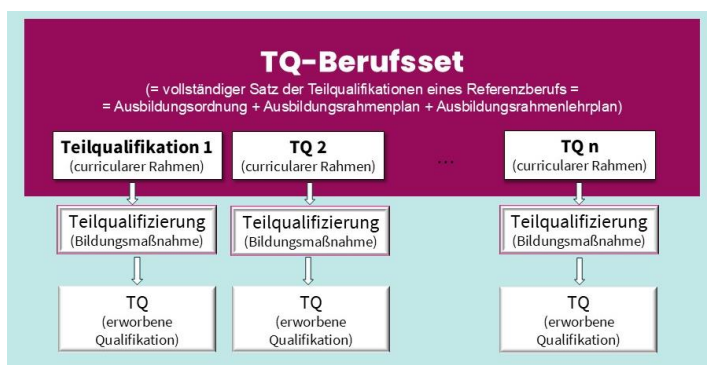 TQ-Berufsset
(= vollständiger Satz der Teilqualifikationen eines Referenzberufs =
= Ausbildungsordnung + Ausbildungsrahmenplan + Ausbildungsrahmenlehrplan)
Teilqualifikation 1
(curricularer Rahmen)
TQ 2
(curricularer Rahmen)
...
TQ n
(curricularer Rahmen)
Teilqualifizierung
(Bildungsmaßnahme)
Teilqualifizierung
(Bildungsmaßnahme)
Teilqualifizierung
(Bildungsmaßnahme)
TQ
(erworbene
Qualifikation)
TQ
(erworbene
Qualifikation)
TQ
(erworbene
Qualifikation)